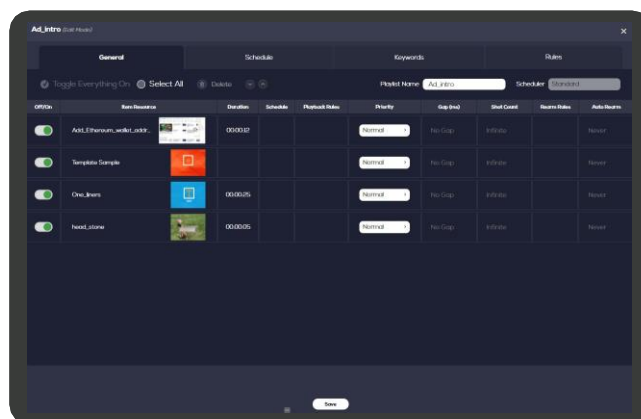 Ad_intro (Edit Mode) ×
General Schedule Keywords Rules
Toggle Everything On Select All Delete Playlist Name Ad_intro Scheduler Standard
Off/On Item Resource Duration Schedule Playback Rules Priority Gap (ms) Shot Count Rearm Rules Auto Rearm
Add_Ethereum_wallet_addr.. 00:00:12 Normal No Gap Infinite Never
Template Sample Normal No Gap Infinite Never
One_liners 00:00:25 Normal No Gap Infinite Never
head_stone 00:00:05 Normal No Gap Infinite Never
Save